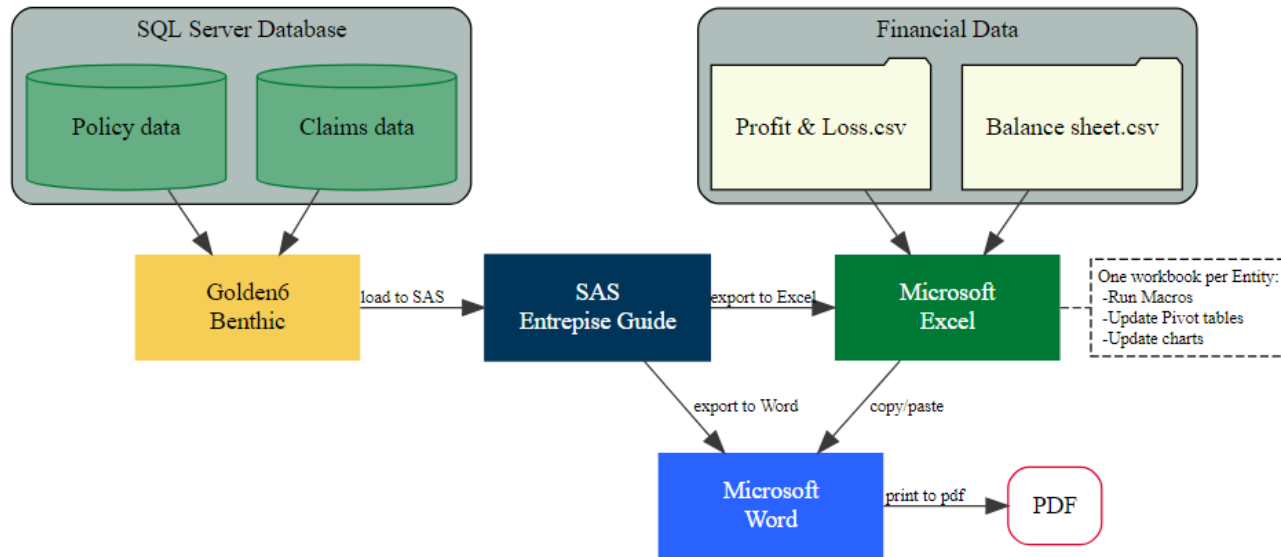 SQL Server Database
Financial Data
Policy data
Claims data
Profit & Loss.csv
Balance sheet.csv
Golden6
Benthic
load to SAS
SAS
Entrepise Guide
export to Excel
Microsoft
Excel
One workbook per Entity:
-Run Macros
-Update Pivot tables
-Update charts
export to Word
copy/paste
Microsoft
Word
print to pdf
PDF